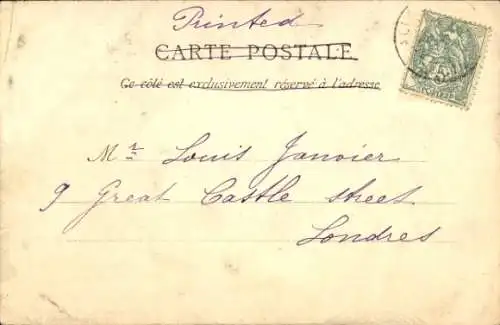 Printed
CARTE POSTALE
Ce côté est exclusivement réservé à l'adresse
Mr Louis Janvier
9 Great Castle street
Londres